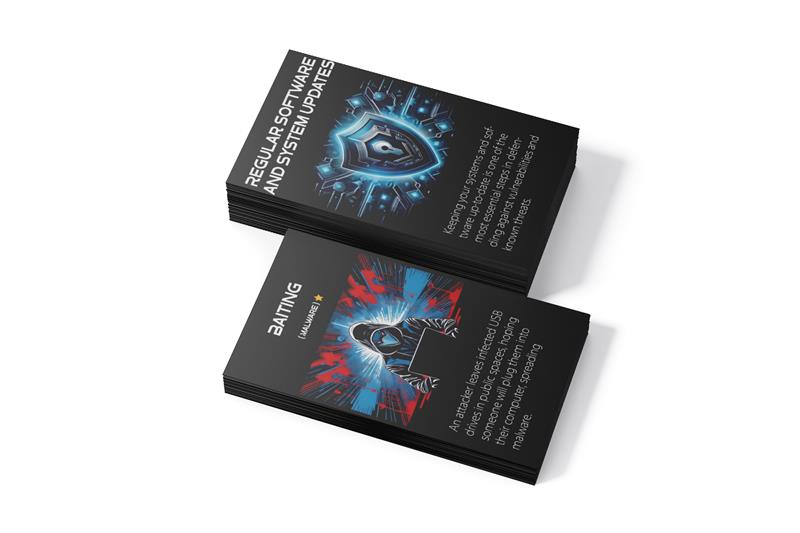 REGULAR SOFTWARE
AND SYSTEM UPDATES
Keeping your systems and sof-
tware up-to-date is one of the
most essential steps in defen-
ding against vulnerabilities and
known threats.
BAITING
(MALWARE)
An attacker leaves infected USB
drives in public spaces, hoping
someone will plug them into
their computer, spreading
malware.